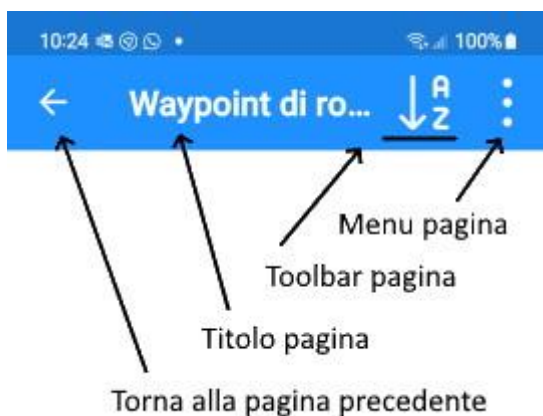 10:24 100%
Waypoint di ro... A Z
Menu pagina
Toolbar pagina
Titolo pagina
Torna alla pagina precedente